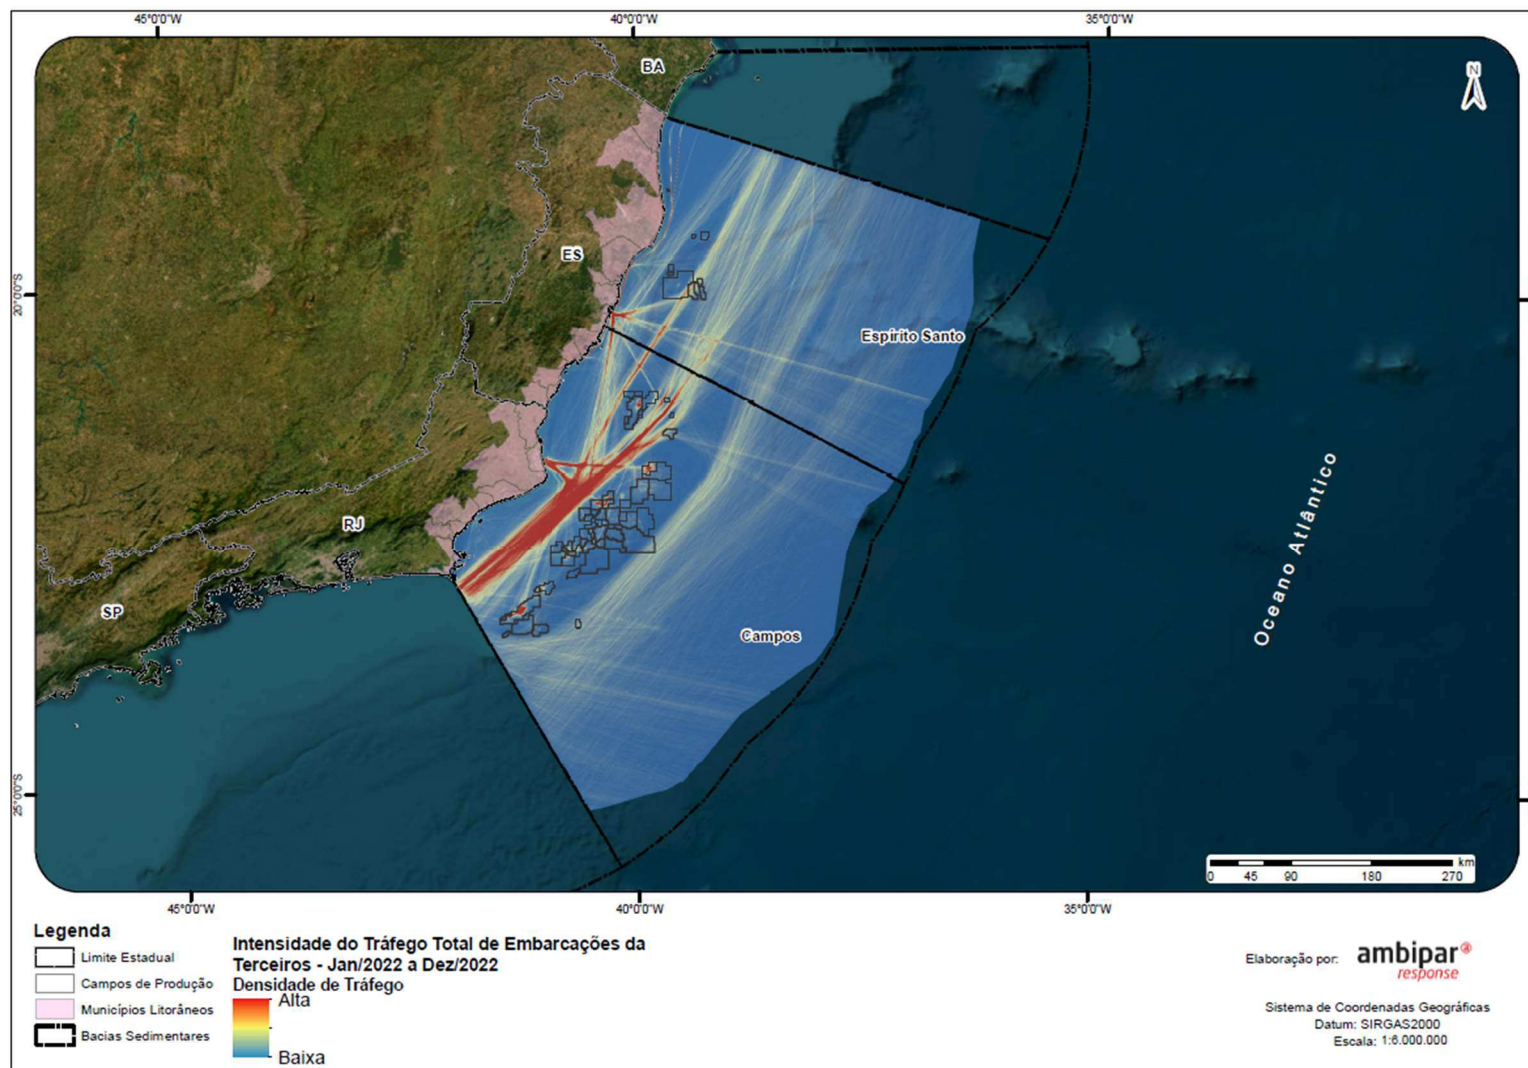 45°0'0"W 40°0'0"W 35°0'0"W
BA
N
ES
20°0'0"S
Espírito Santo
RJ
SP
Campos
Oceano Atlântico
25°0'0"S
km
0 45 90 180 270
45°0'0"W 40°0'0"W 35°0'0"W
Legenda
Limite Estadual
Campos de Produção
Municípios Litorâneos
Bacias Sedimentares
Intensidade do Tráfego Total de Embarcações da
Terceiros - Jan/2022 a Dez/2022
Densidade de Tráfego
Alta
Baixa
Elaboração por:
ambipar
response
Sistema de Coordenadas Geográficas
Datum: SIRGAS2000
Escala: 1:6.000.000